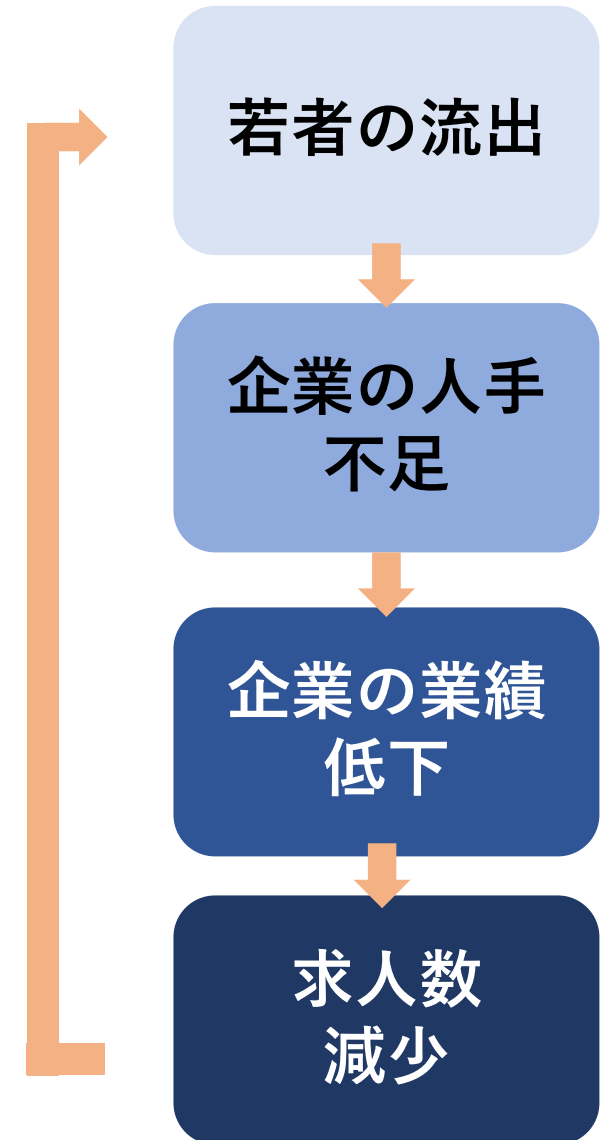 若者の流出
企業の人手
不足
企業の業績
低下
求人数
減少